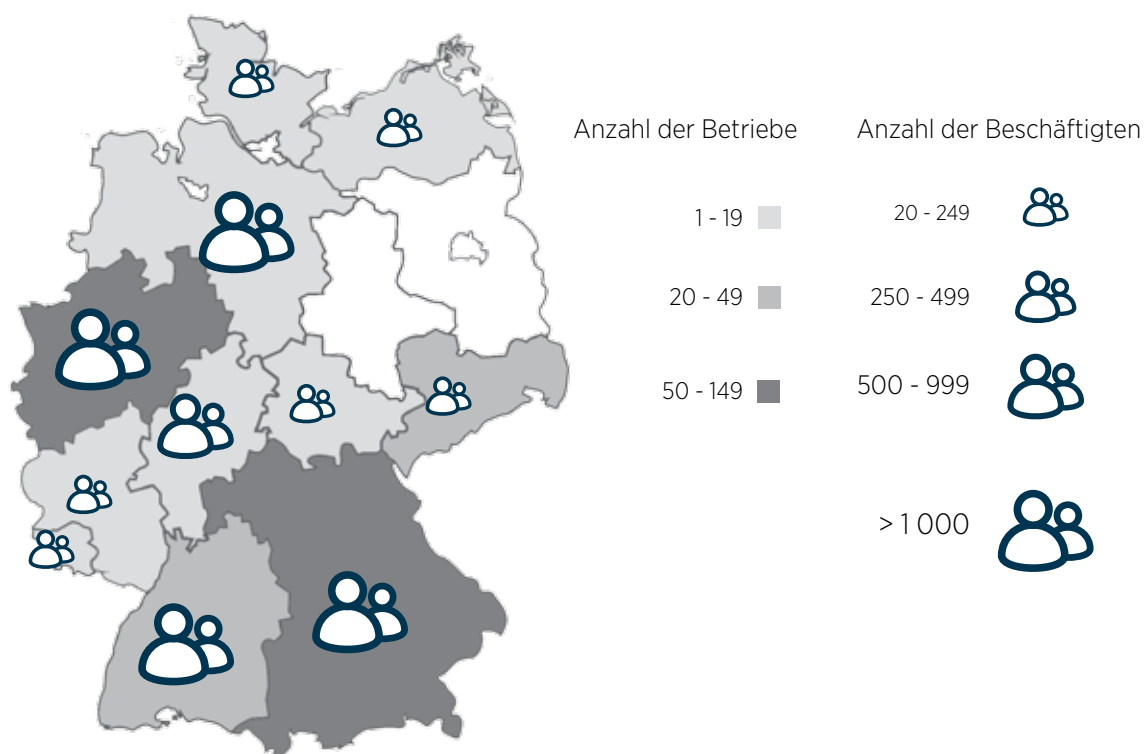 Anzahl der Betriebe
1 - 19
20 - 49
50 - 149
Anzahl der Beschäftigten
20 - 249
250 - 499
500 - 999
> 1 000